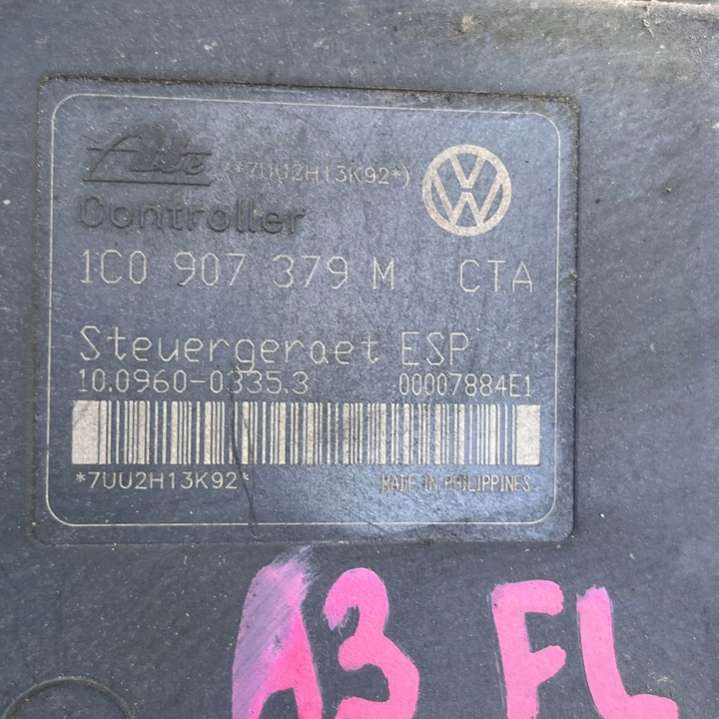 Ate (*7UU2H13K92*)
Controller
1C0 907 379 M CTA
Steuergeraet ESP
10.0960-0335.3 00007884E1
*7UU2H13K92* MADE IN PHILIPPINES
A3 FL